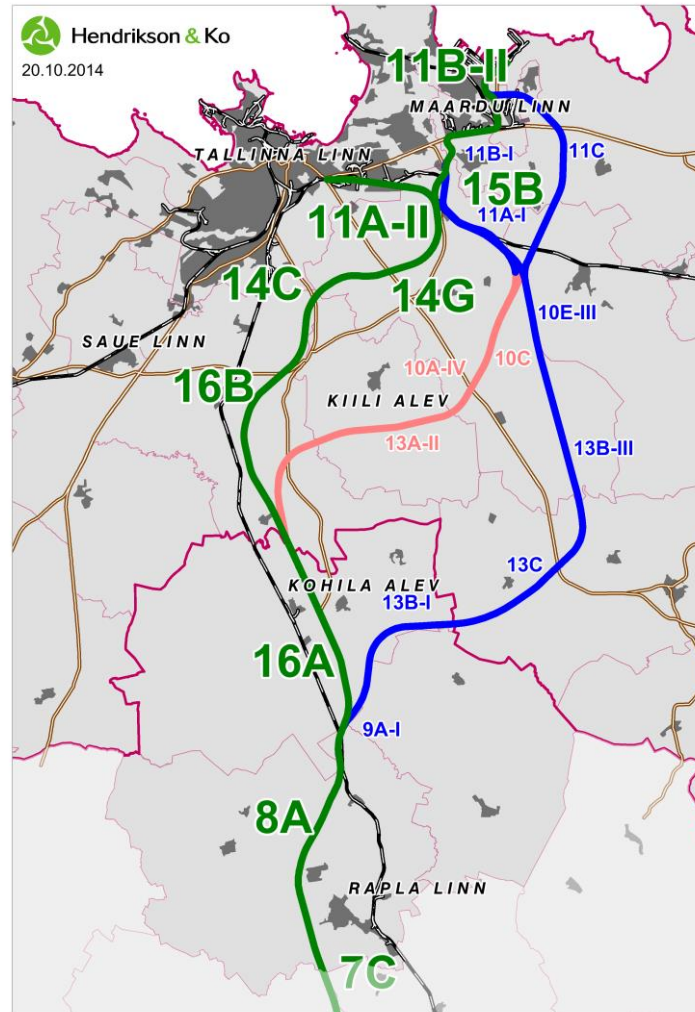 Hendrikson & Ko
20.10.2014
11B-II
MAARDU LINN
TALLINNA LINN
11B-I
11C
15B
11A-I
11A-II
14C
14G
10E-III
SAUE LINN
10A-IV
10C
16B
KIILI ALEV
13A-II
13B-III
13C
KOHILA ALEV
13B-I
16A
9A-I
8A
RAPLA LINN
7C